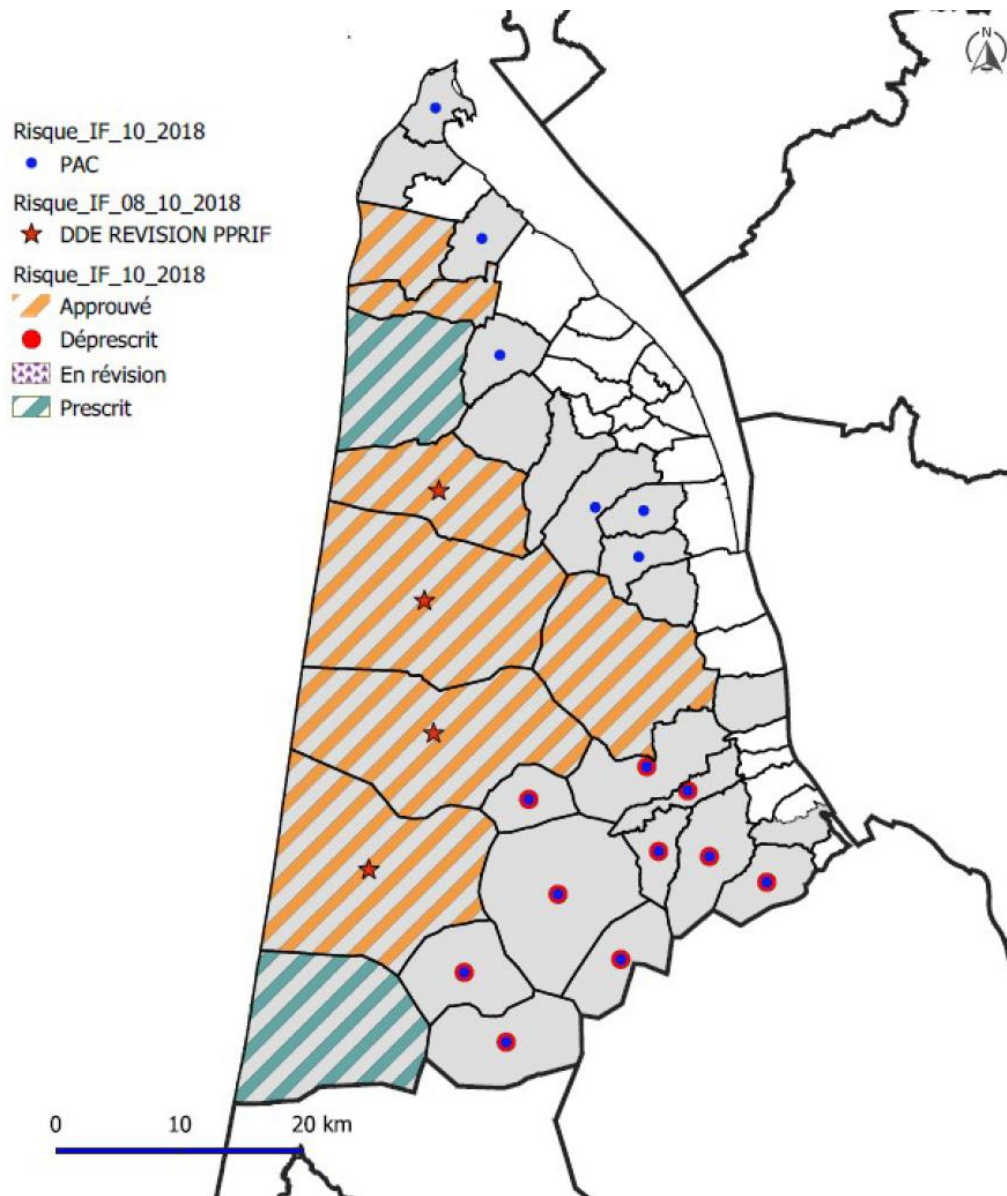 N
Risque_IF_10_2018
PAC
Risque_IF_08_10_2018
DDE REVISION PPRIF
Risque_IF_10_2018
Approuvé
Déprescrit
En révision
Prescrit
0 10 20 km